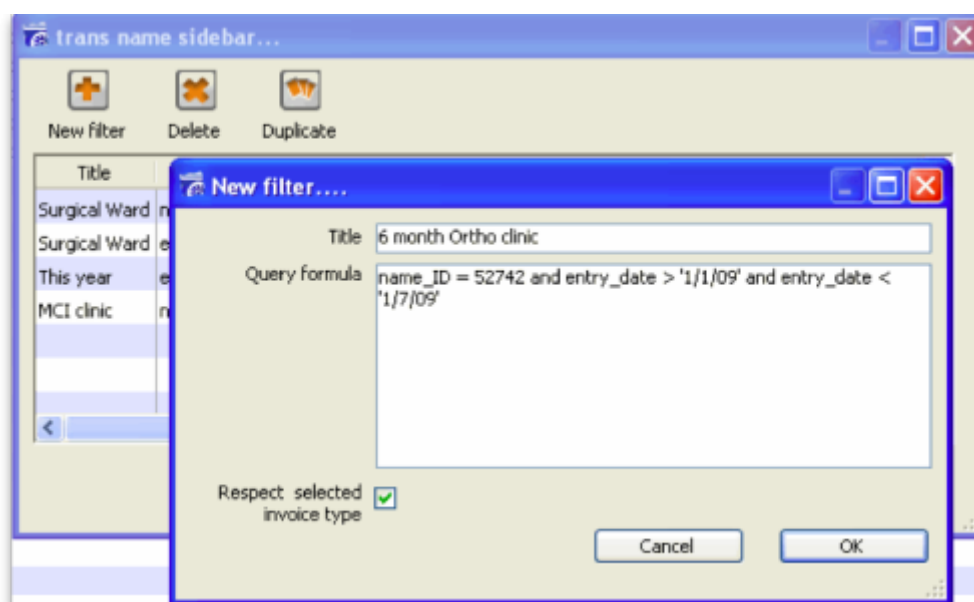 trans name sidebar...
New filter Delete Duplicate
Title
Surgical Ward n
Surgical Ward e
This year e
MCI clinic n
New filter....
Title 6 month Ortho clinic
Query formula name_ID = 52742 and entry_date > '1/1/09' and entry_date <
'1/7/09'
Respect selected
invoice type
Cancel OK